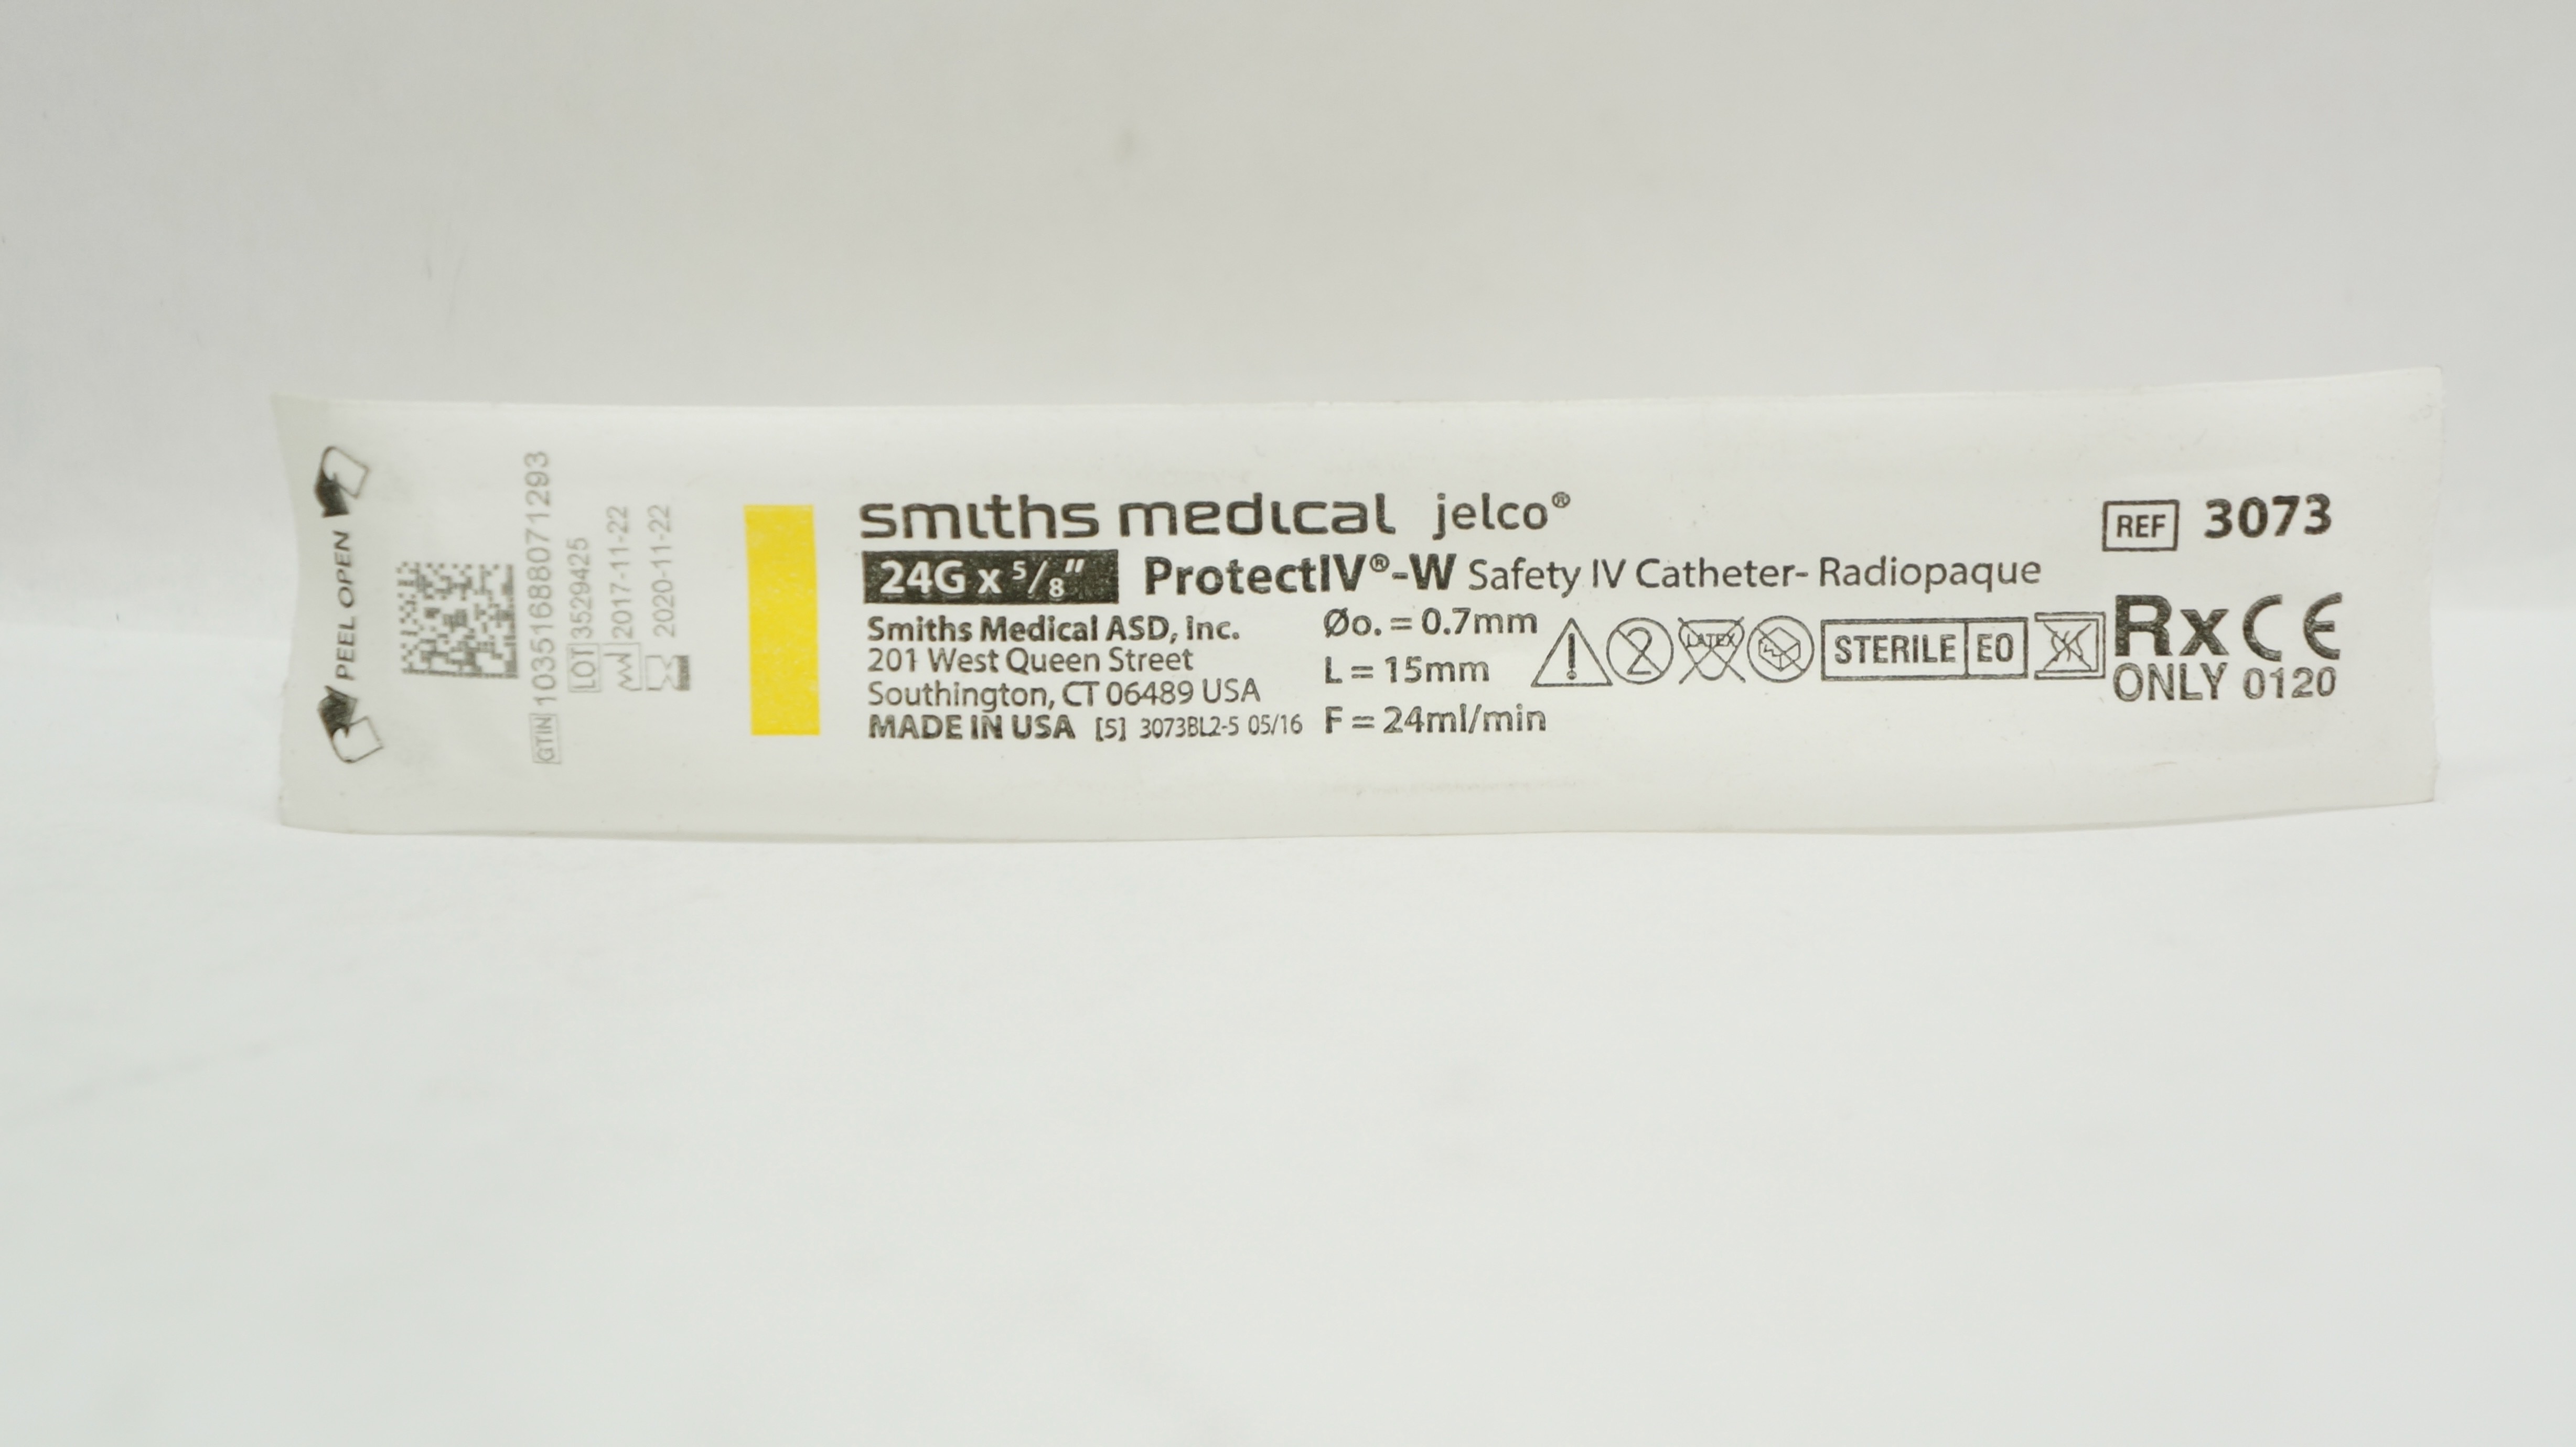 PEEL OPEN
GTIN 10351688071293
LOT 3529425
2017-11-22
2020-11-22
smiths medical jelco®
24G x 5/8" ProtectIV®-W Safety IV Catheter- Radiopaque
Smiths Medical ASD, Inc.
201 West Queen Street
Southington, CT 06489 USA
MADE IN USA [5] 3073BL2-5 05/16
Øo. = 0.7mm
L = 15mm
F = 24ml/min
2 LATEX STERILE EO
REF 3073
Rx CE
ONLY 0120